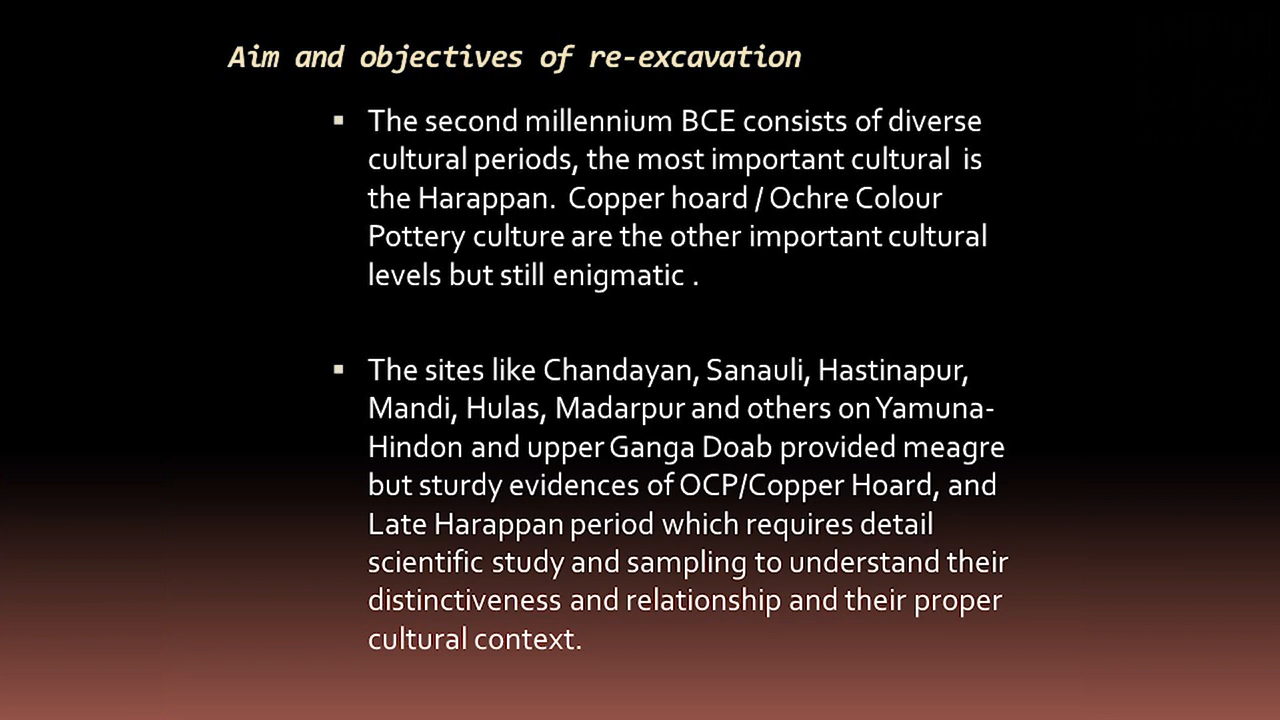 Aim and objectives of re-excavation
▪ The second millennium BCE consists of diverse
cultural periods, the most important cultural  is
the Harappan.  Copper hoard / Ochre Colour
Pottery culture are the other important cultural
levels but still enigmatic .
▪ The sites like Chandayan, Sanauli, Hastinapur,
Mandi, Hulas, Madarpur and others on Yamuna-
Hindon and upper Ganga Doab provided meagre
but sturdy evidences of OCP/Copper Hoard, and
Late Harappan period which requires detail
scientific study and sampling to understand their
distinctiveness and relationship and their proper
cultural context.